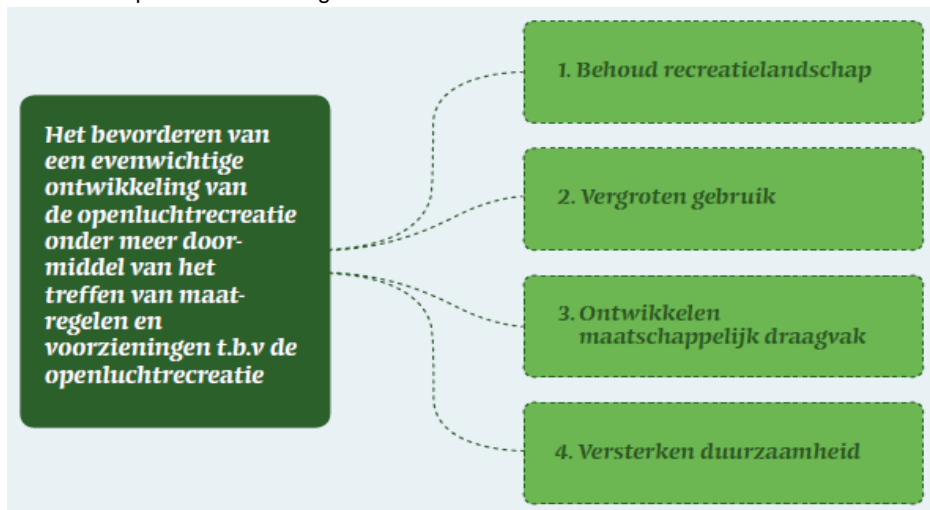 Het bevorderen van
een evenwichtige
ontwikkeling van
de openluchtrecreatie
onder meer door-
middel van het
treffen van maat-
regelen en
voorzieningen t.b.v de
openluchtrecreatie
1. Behoud recreatielandschap
2. Vergroten gebruik
3. Ontwikkelen
maatschappelijk draagvak
4. Versterken duurzaamheid